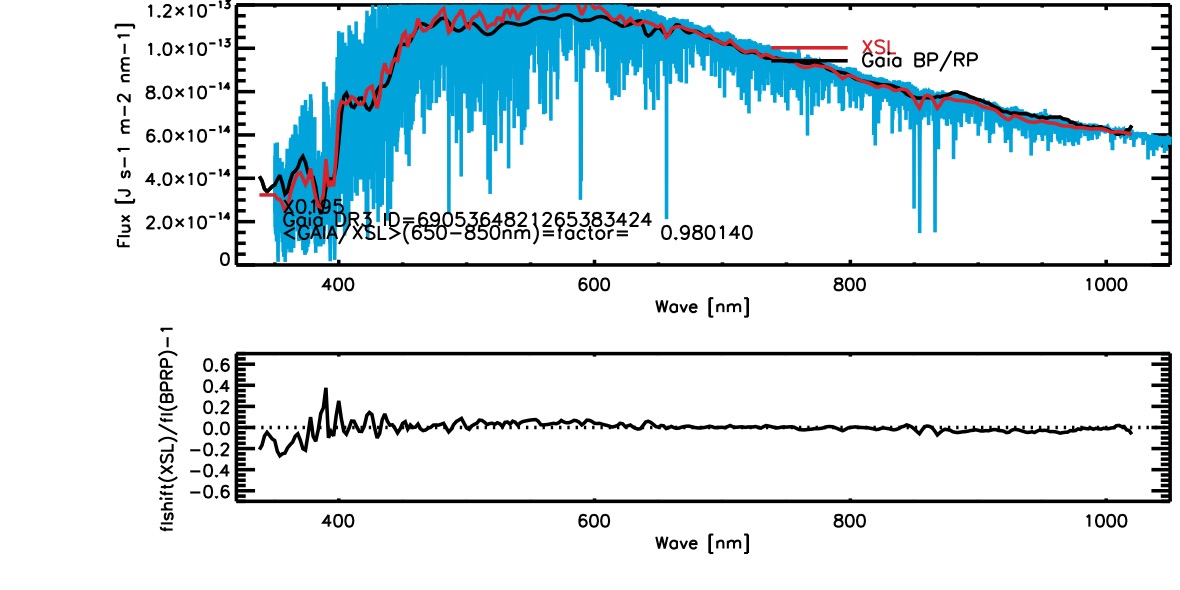 1.2×10−13
1.0×10−13
8.0×10−14
6.0×10−14
4.0×10−14
2.0×10−14
0
Flux [J s−1 m−2 nm−1]
XSL
Gaia BP/RP
X0195
Gaia DR3 ID=6905364821265383424
<GAIA/XSL>(650−850nm)=factor= 0.980140
400 600 800 1000
Wave [nm]
flshift(XSL)/fl(BPRP)−1
0.6
0.4
0.2
0.0
−0.2
−0.4
−0.6
400 600 800 1000
Wave [nm]